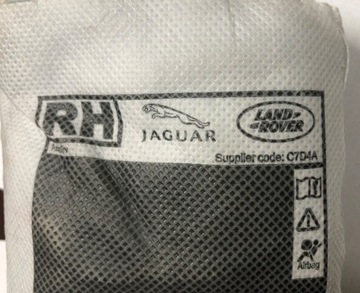 RH
JAGUAR
LAND
ROVER
Supplier code: C7D4A
Airbag